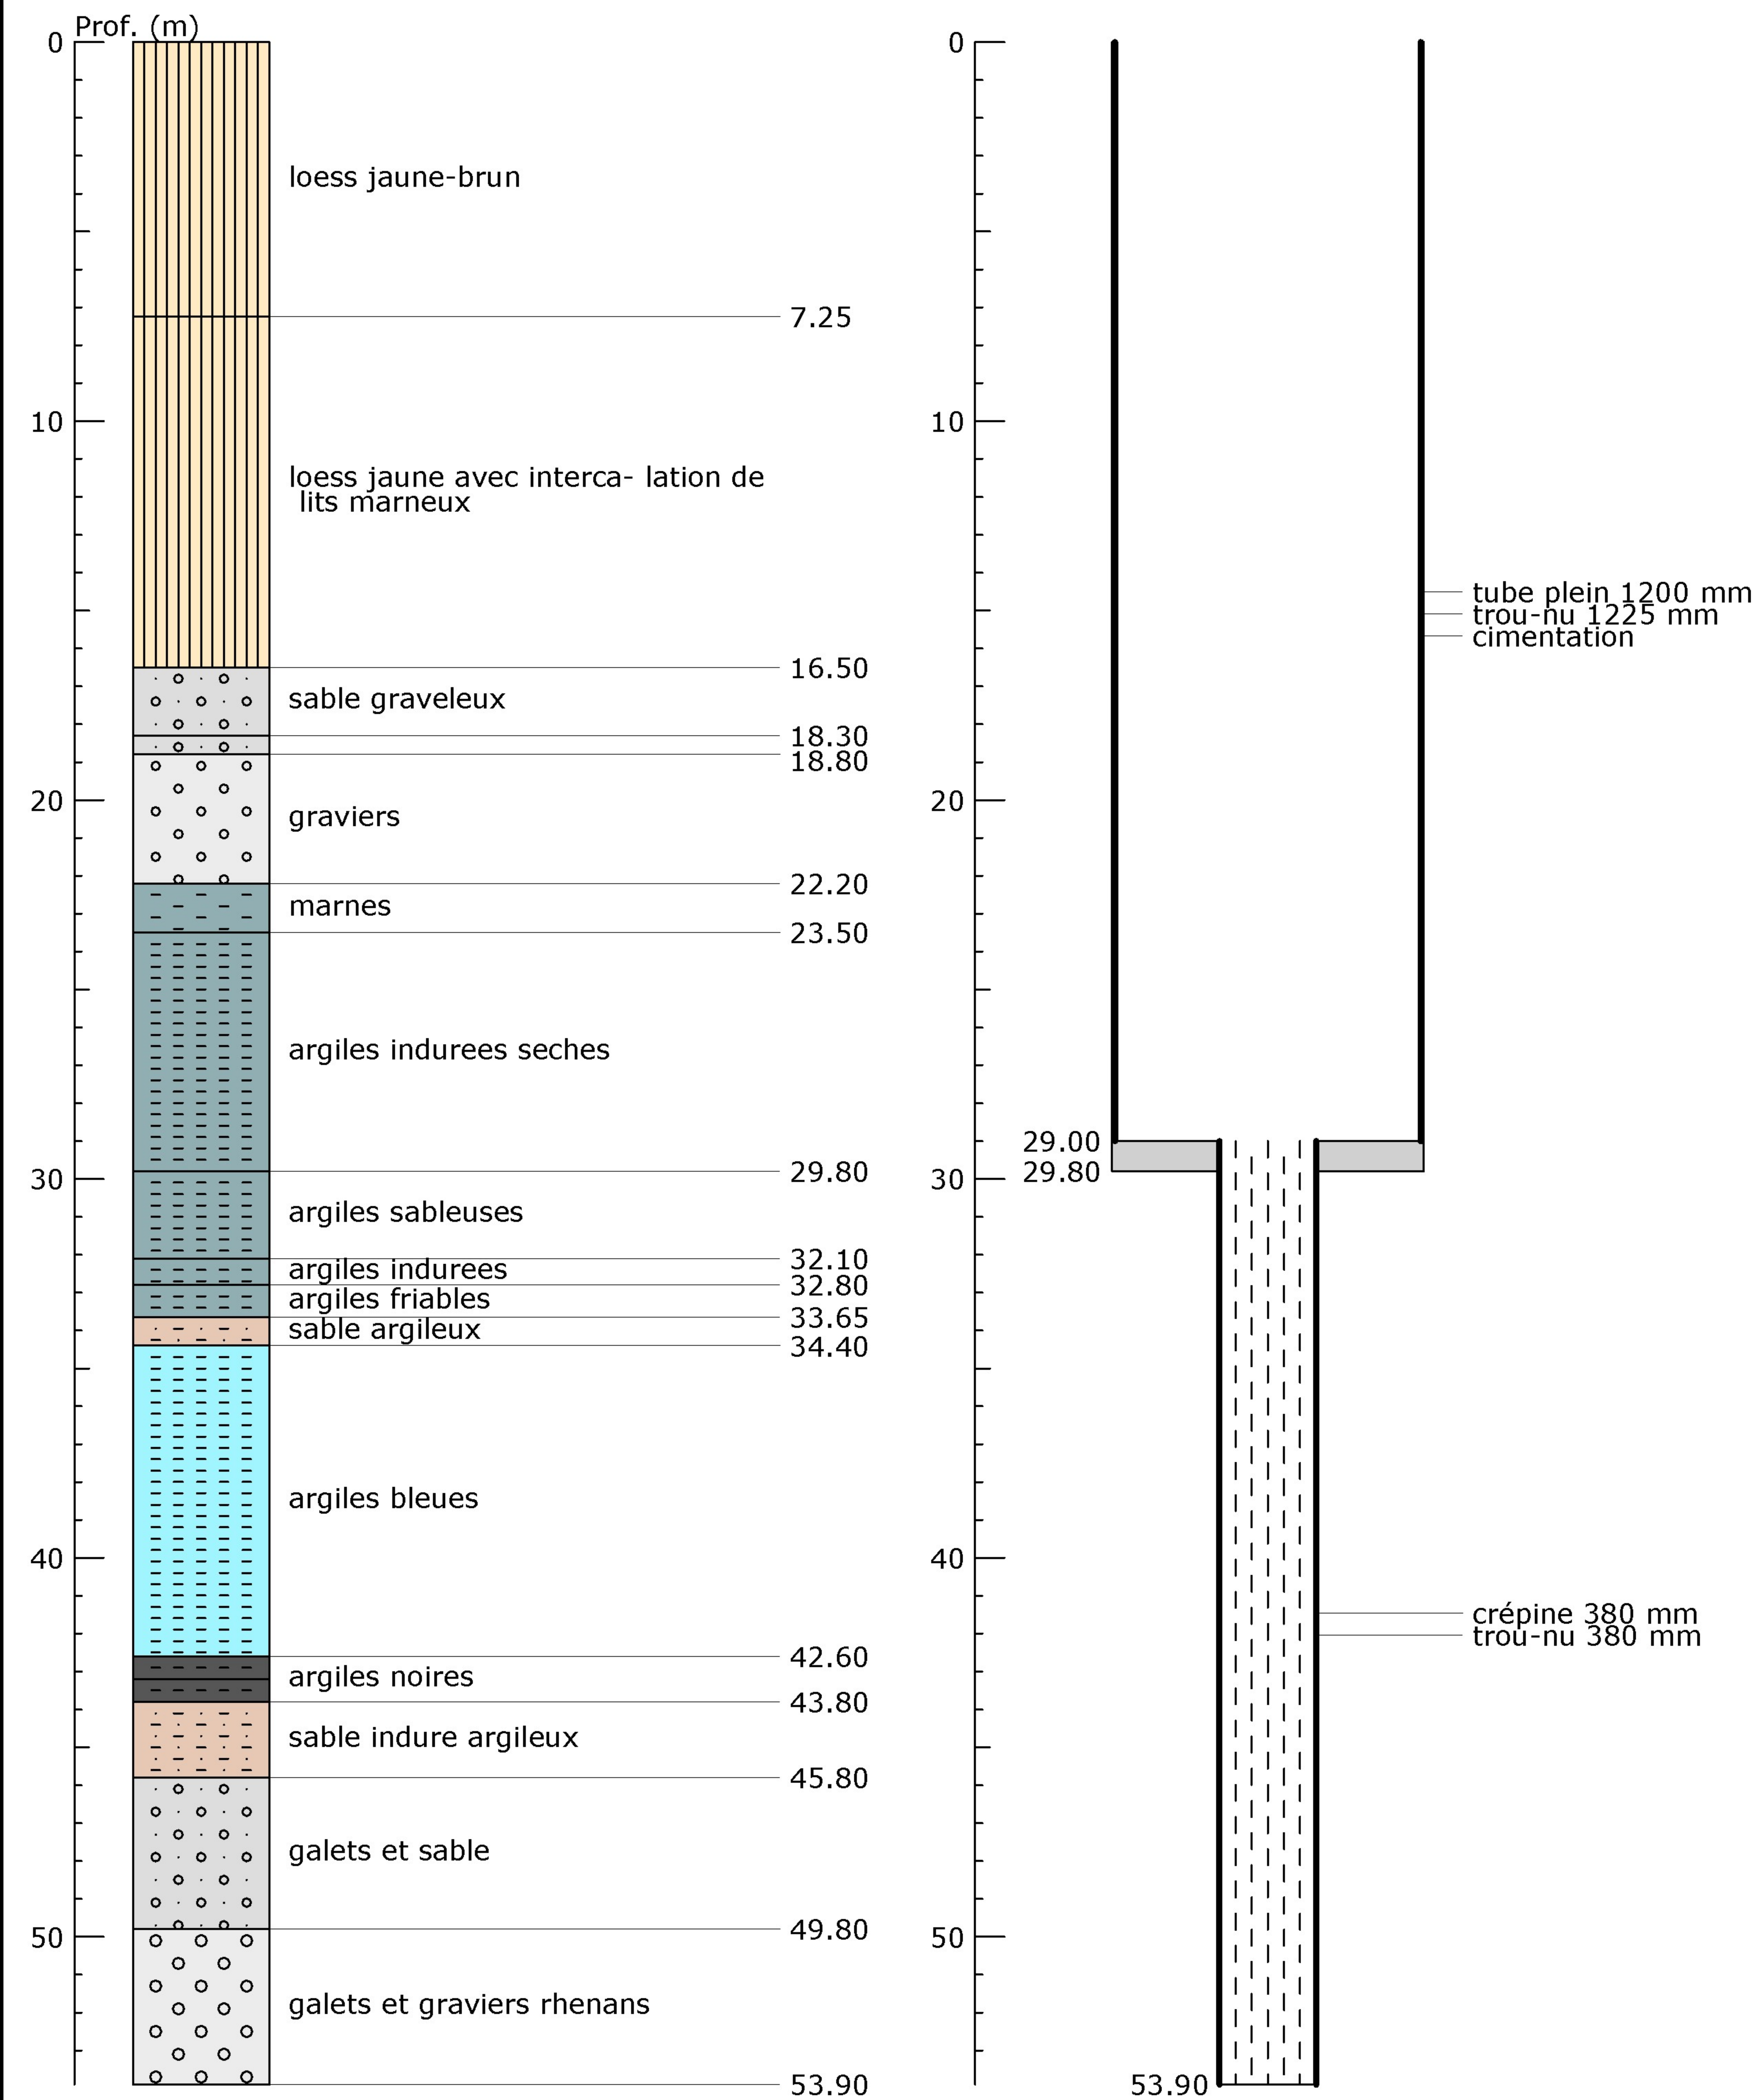 Prof. (m)
0
10
20
30
40
50
loess jaune-brun
7.25
loess jaune avec interca- lation de
lits marneux
16.50
sable graveleux
18.30
18.80
graviers
22.20
marnes
23.50
argiles indurees seches
29.80
argiles sableuses
32.10
argiles indurees
32.80
argiles friables
33.65
sable argileux
34.40
argiles bleues
42.60
argiles noires
43.80
sable indure argileux
45.80
galets et sable
49.80
galets et graviers rhenans
53.90
0
10
20
30
40
50
tube plein 1200 mm
trou-nu 1225 mm
cimentation
29.00
29.80
crépine 380 mm
trou-nu 380 mm
53.90